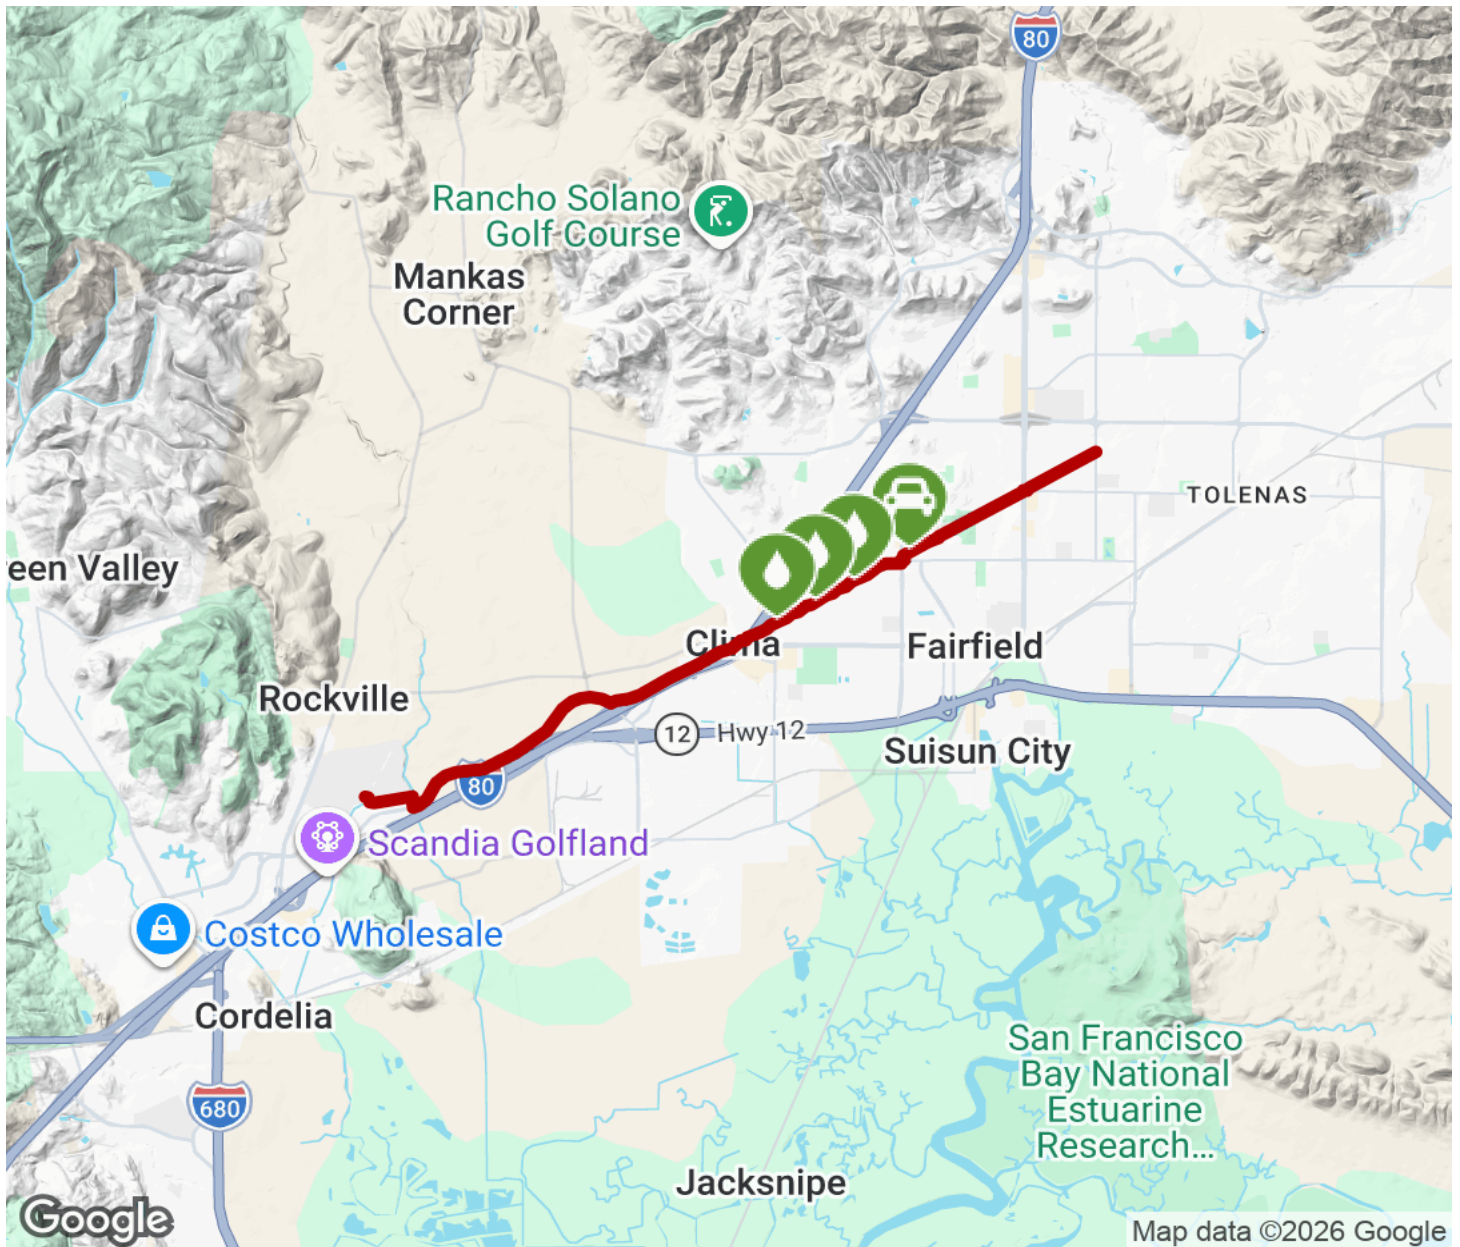 80
Rancho Solano
Golf Course
Mankas
Corner
TOLENAS
een Valley
Clima
Fairfield
Rockville
12
Hwy 12
Suisun City
80
Scandia Golfland
Costco Wholesale
Cordelia
San Francisco
Bay National
Estuarine
Research...
680
Jacksnipe
Google
Map data ©2026 Google